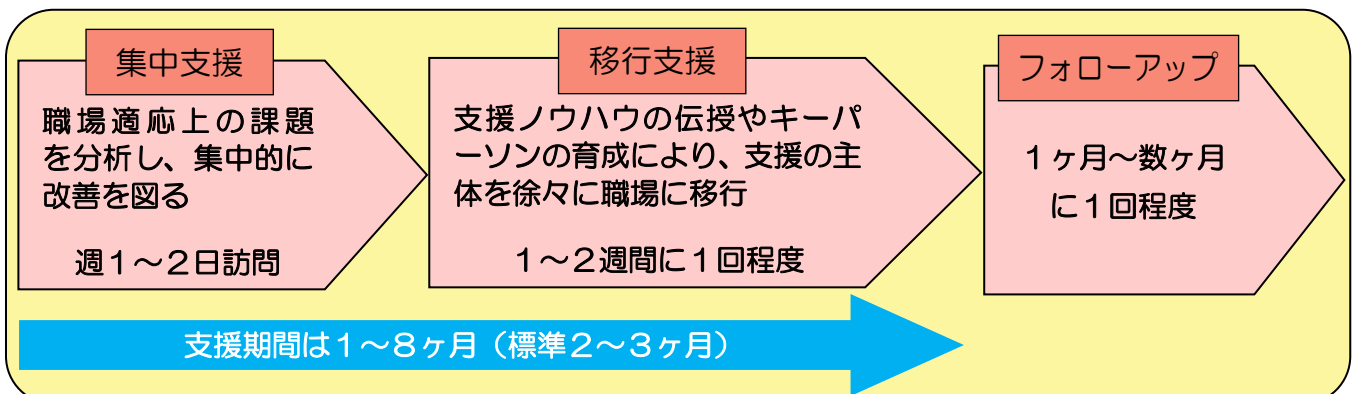 集中支援
職場適応上の課題
を分析し、集中的に
改善を図る
週１～２日訪問
移行支援
支援ノウハウの伝授やキーパ
ーソンの育成により、支援の主
体を徐々に職場に移行
１～２週間に１回程度
フォローアップ
１ヶ月～数ヶ月
に１回程度
支援期間は１～８ヶ月（標準２～３ヶ月）